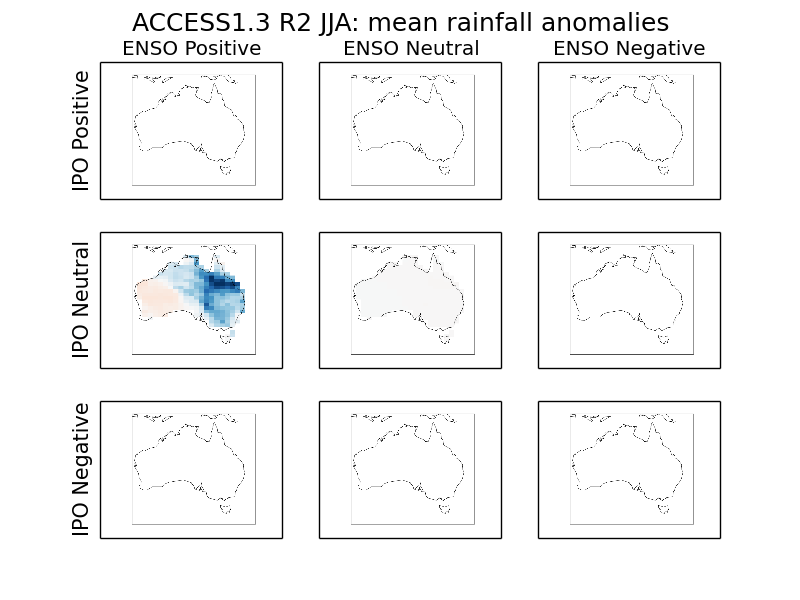 ACCESS1.3 R2 JJA: mean rainfall anomalies
ENSO Positive ENSO Neutral ENSO Negative
IPO Positive
IPO Neutral
IPO Negative